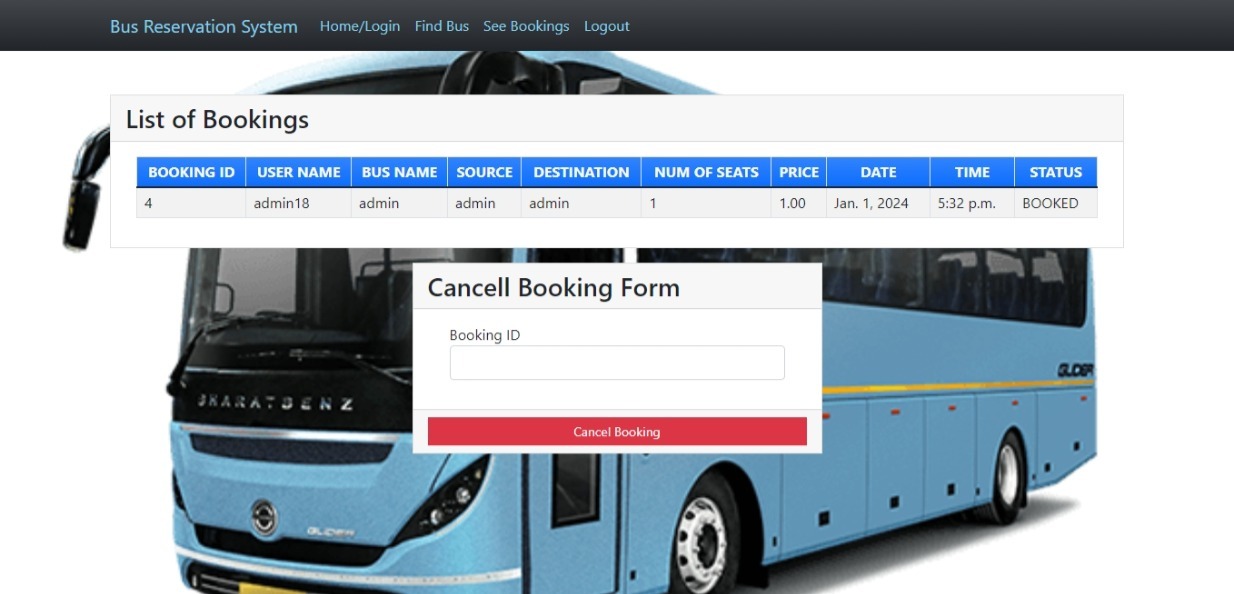 Bus Reservation System Home/Login Find Bus See Bookings Logout
List of Bookings
BOOKING ID USER NAME BUS NAME SOURCE DESTINATION NUM OF SEATS PRICE DATE TIME STATUS
4 admin18 admin admin admin 1 1.00 Jan. 1, 2024 5:32 p.m. BOOKED
Cancell Booking Form
Booking ID
GLIDER
BHARATBENZ
Cancel Booking
GLIDER